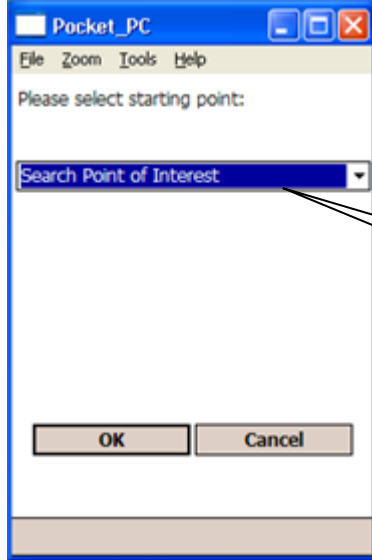 Pocket_PC
File Zoom Tools Help
Please select starting point:
Search Point of Interest
OK Cancel